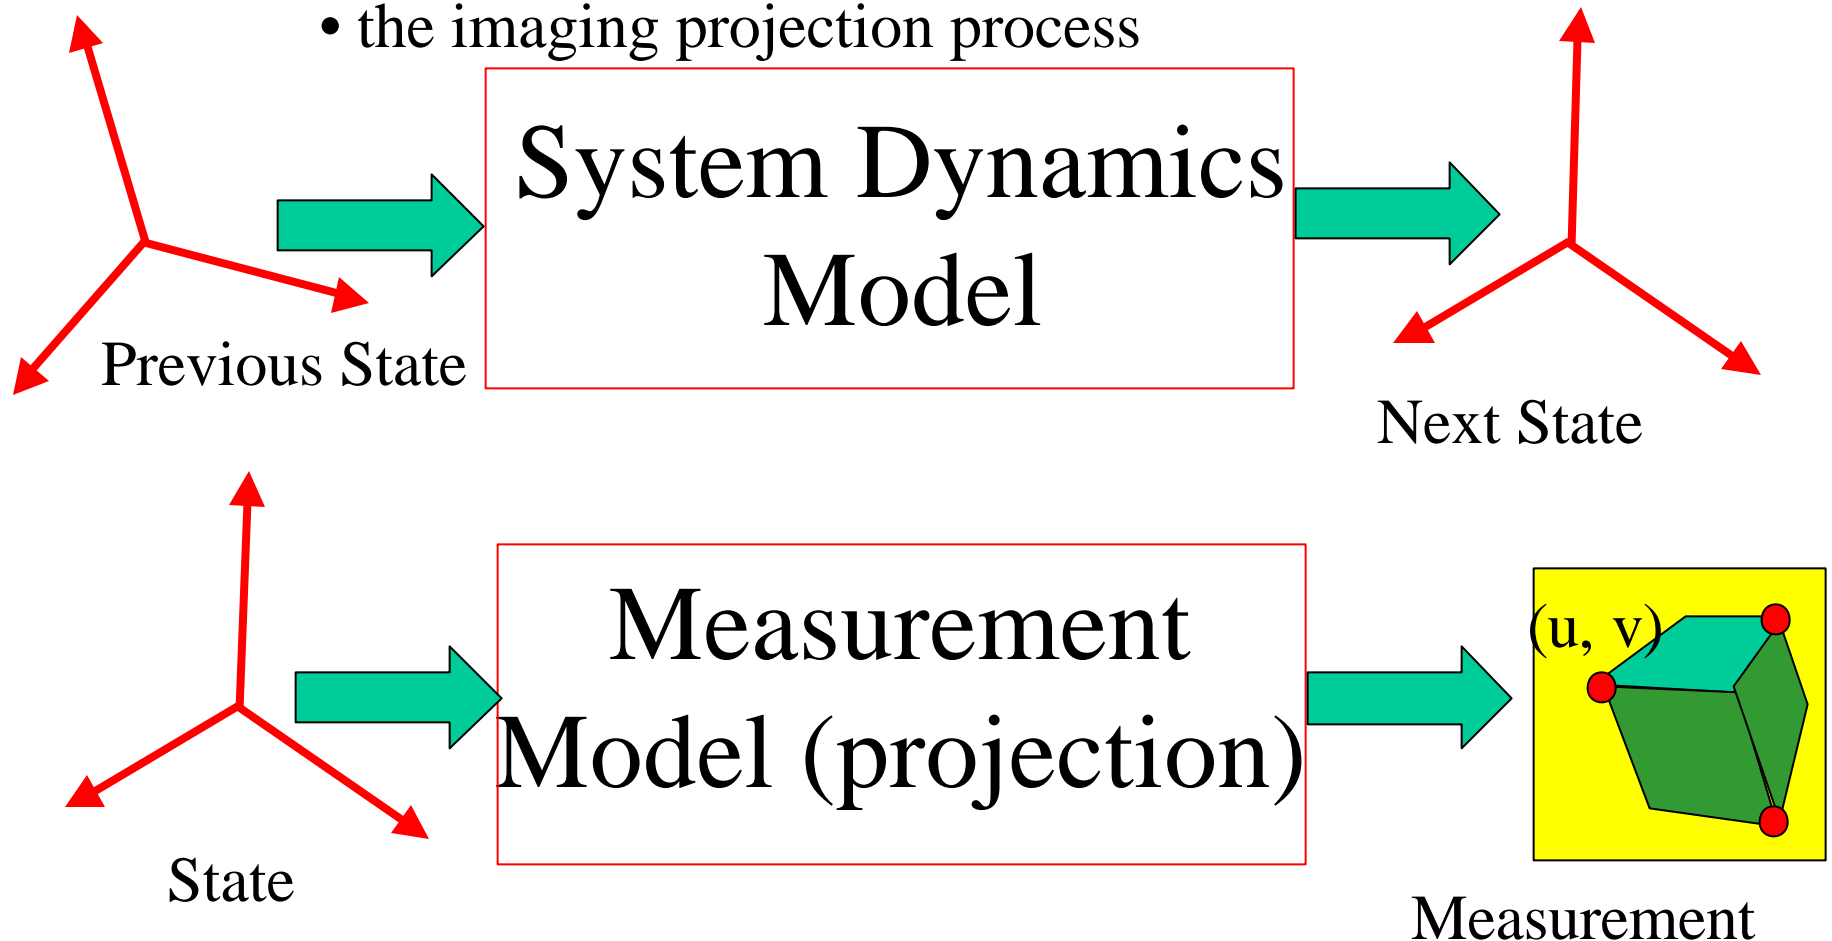 • the imaging projection process
System Dynamics
Model
Previous State
Next State
Measurement
Model (projection)
(u, v)
State
Measurement